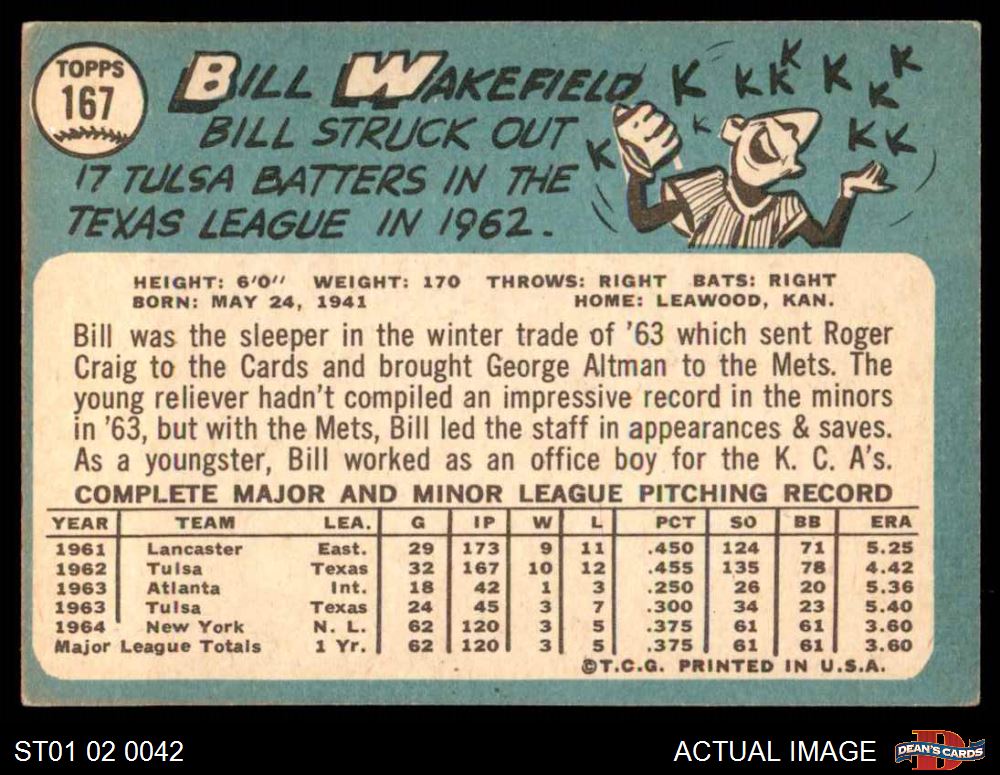 TOPPS
167
BILL WAKEFIELD
BILL STRUCK OUT
17 TULSA BATTERS IN THE
TEXAS LEAGUE IN 1962.
K K K K K K K K K K
HEIGHT: 6'0" WEIGHT: 170 THROWS: RIGHT BATS: RIGHT
BORN: MAY 24, 1941 HOME: LEAWOOD, KAN.
Bill was the sleeper in the winter trade of '63 which sent Roger
Craig to the Cards and brought George Altman to the Mets. The
young reliever hadn't compiled an impressive record in the minors
in '63, but with the Mets, Bill led the staff in appearances & saves.
As a youngster, Bill worked as an office boy for the K. C. A's.
COMPLETE MAJOR AND MINOR LEAGUE PITCHING RECORD
YEAR TEAM LEA. G IP W L PCT SO BB ERA
1961 Lancaster East. 29 173 9 11 .450 124 71 5.25
1962 Tulsa Texas 32 167 10 12 .455 135 78 4.42
1963 Atlanta Int. 18 42 1 3 .250 26 20 5.36
1963 Tulsa Texas 24 45 3 7 .300 34 23 5.40
1964 New York N. L. 62 120 3 5 .375 61 61 3.60
Major League Totals 1 Yr. 62 120 3 5 .375 61 61 3.60
©T.C.G. PRINTED IN U.S.A.
ST01 02 0042 ACTUAL IMAGE DEAN'S CARDS